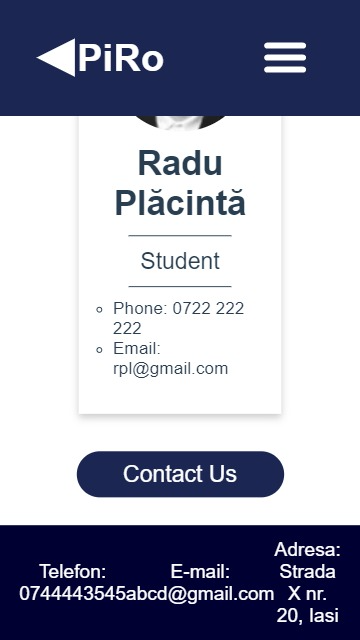 PiRo
Radu
Plăcintă
Student
Phone: 0722 222
222
Email:
rpl@gmail.com
Contact Us
Telefon:
0744443545
E-mail:
abcd@gmail.com
Adresa:
Strada
X nr.
20, Iasi